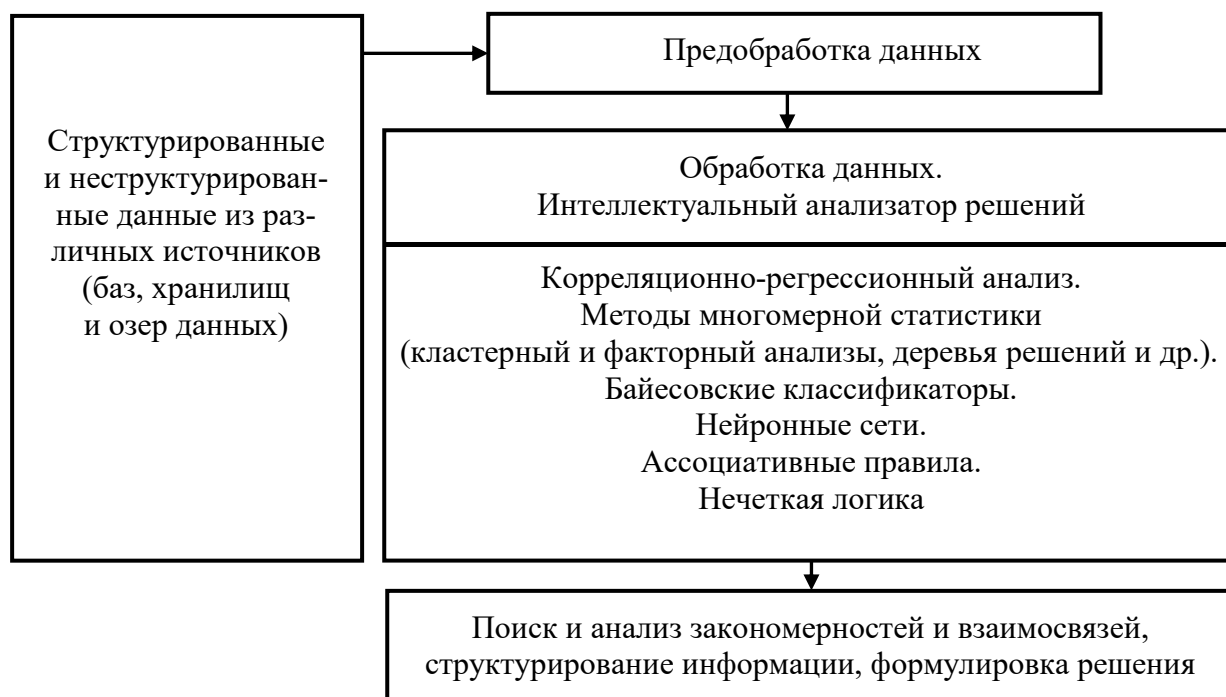 Структурированные
и неструктурирован-
ные данные из раз-
личных источников
(баз, хранилищ
и озер данных)
Предобработка данных
Обработка данных.
Интеллектуальный анализатор решений
Корреляционно-регрессионный анализ.
Методы многомерной статистики
(кластерный и факторный анализы, деревья решений и др.).
Байесовские классификаторы.
Нейронные сети.
Ассоциативные правила.
Нечеткая логика
Поиск и анализ закономерностей и взаимосвязей,
структурирование информации, формулировка решения